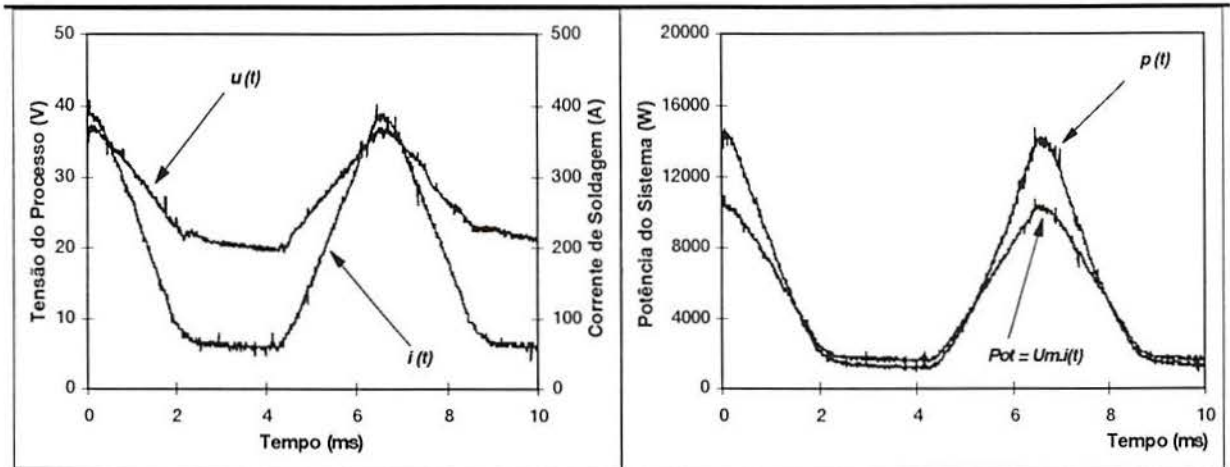 50
40
30
20
10
0
Tensão do Processo (V)
500
400
300
200
100
0
Corrente de Soldagem (A)
u (t)
i (t)
0 2 4 6 8 10
Tempo (ms)
20000
16000
12000
8000
4000
0
Potência do Sistema (W)
p (t)
Pot = Um.i(t)
0 2 4 6 8 10
Tempo (ms)